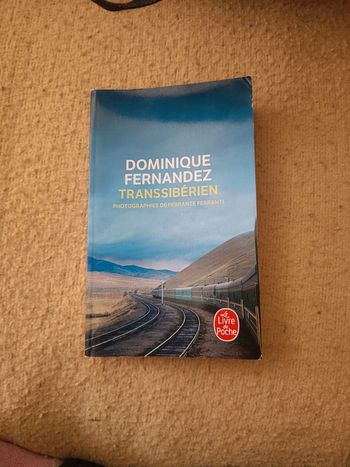 DOMINIQUE
FERNANDEZ
TRANSSIBÉRIEN
PHOTOGRAPHIES DE FERRANTE FERRANTI
Le
Livre
de
Poche